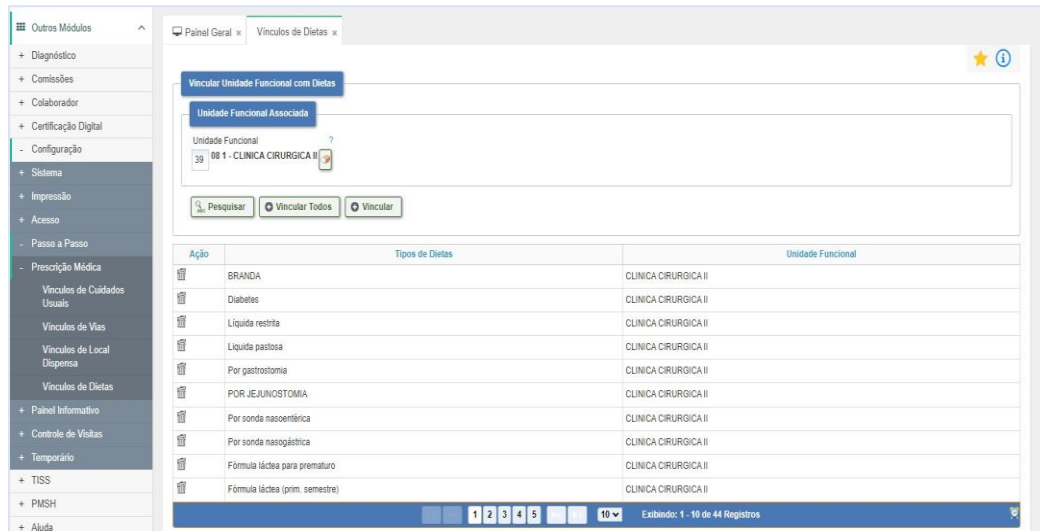 Outros Módulos
+ Diagnóstico
+ Comissões
+ Colaborador
+ Certificação Digital
- Configuração
+ Sistema
+ Impressão
+ Acesso
- Passo a Passo
- Prescrição Médica
Vínculos de Cuidados
Usuais
Vínculos de Vias
Vínculos de Local
Dispensa
Vínculos de Dietas
+ Painel Informativo
+ Controle de Visitas
+ Temporário
+ TISS
+ PMSH
+ Ajuda
Painel Geral x Vínculos de Dietas x
Vincular Unidade Funcional com Dietas
Unidade Funcional Associada
Unidade Funcional ?
39 08 1 - CLINICA CIRURGICA II
Pesquisar Vincular Todos Vincular
Ação Tipos de Dietas Unidade Funcional
BRANDA CLINICA CIRURGICA II
Diabetes CLINICA CIRURGICA II
Líquida restrita CLINICA CIRURGICA II
Líquida pastosa CLINICA CIRURGICA II
Por gastrostomia CLINICA CIRURGICA II
POR JEJUNOSTOMIA CLINICA CIRURGICA II
Por sonda nasoentérica CLINICA CIRURGICA II
Por sonda nasogástrica CLINICA CIRURGICA II
Fórmula láctea para prematuro CLINICA CIRURGICA II
Fórmula láctea (prim. semestre) CLINICA CIRURGICA II
1 2 3 4 5 10 Exibindo: 1 - 10 de 44 Registros